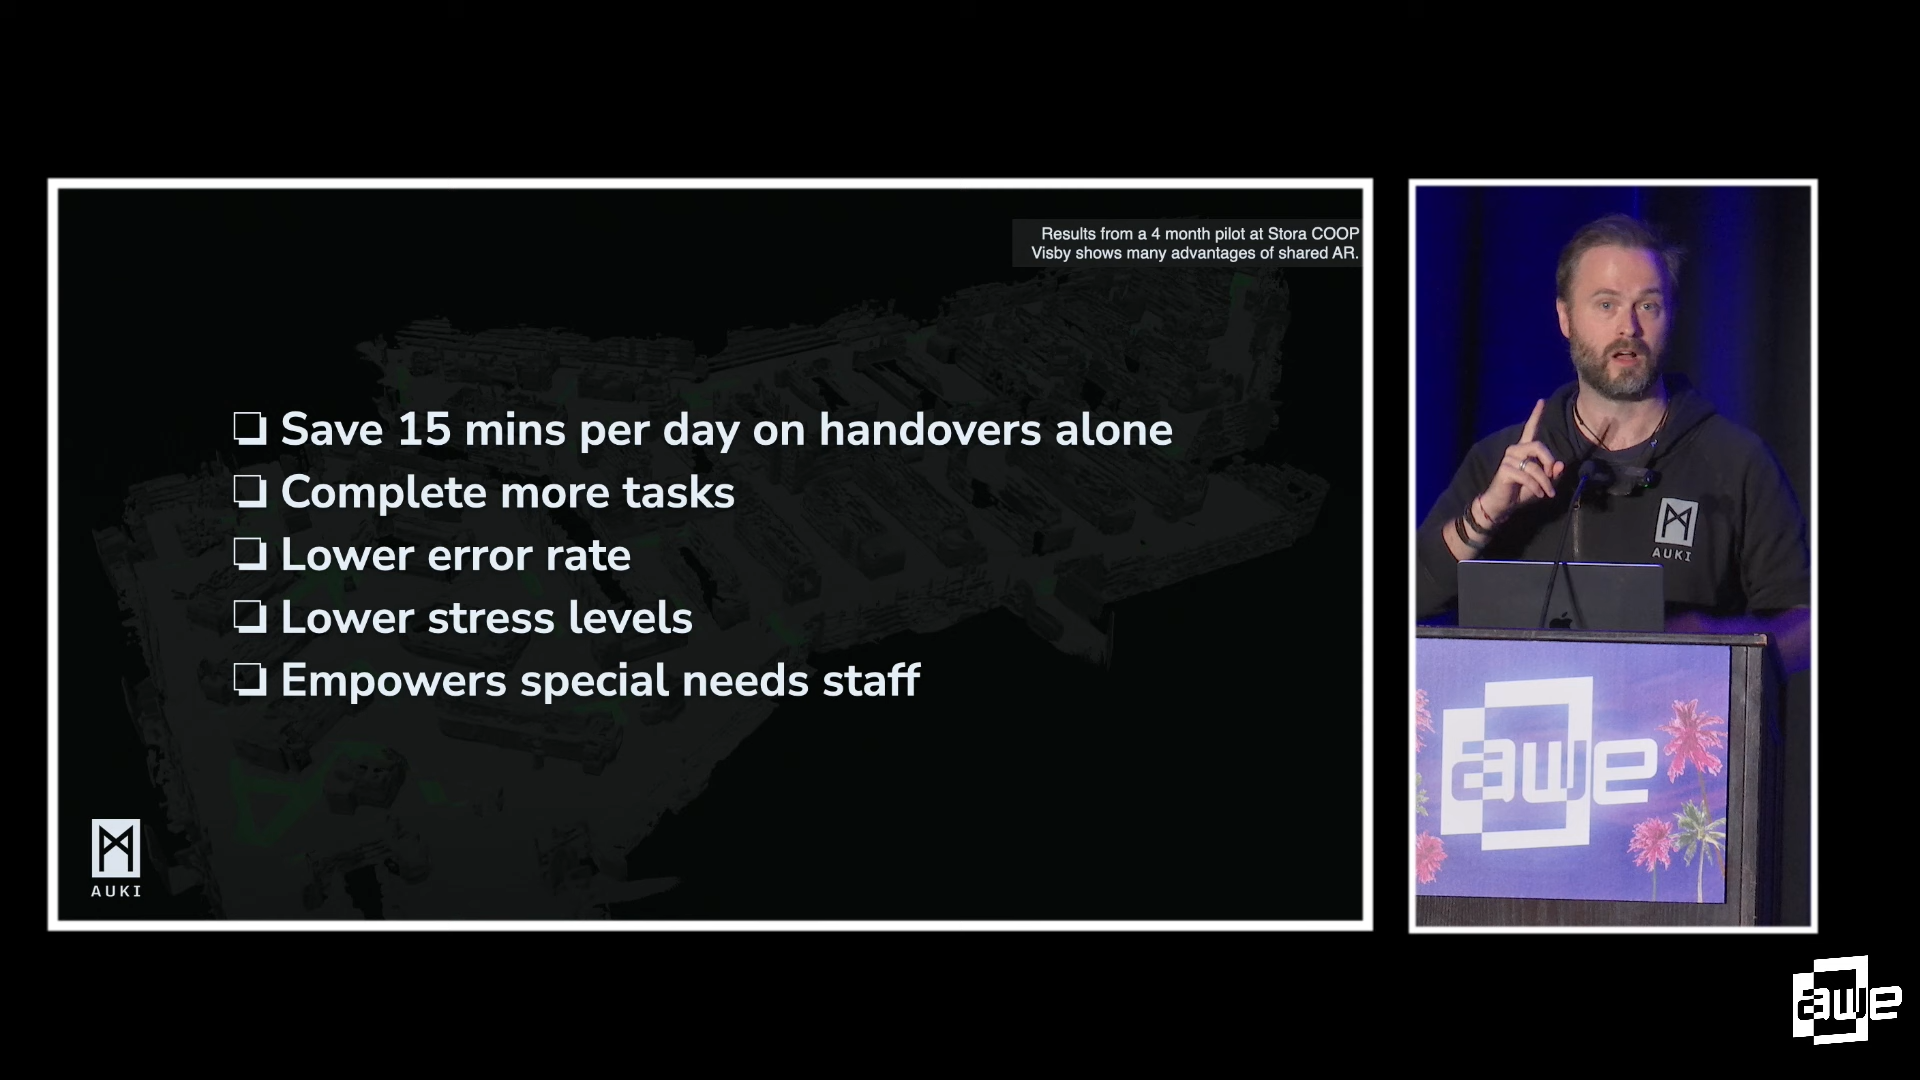 Results from a 4 month pilot at Stora COOP
Visby shows many advantages of shared AR.
❏ Save 15 mins per day on handovers alone
❏ Complete more tasks
❏ Lower error rate
❏ Lower stress levels
❏ Empowers special needs staff
AUKI
AUKI
awe
awe